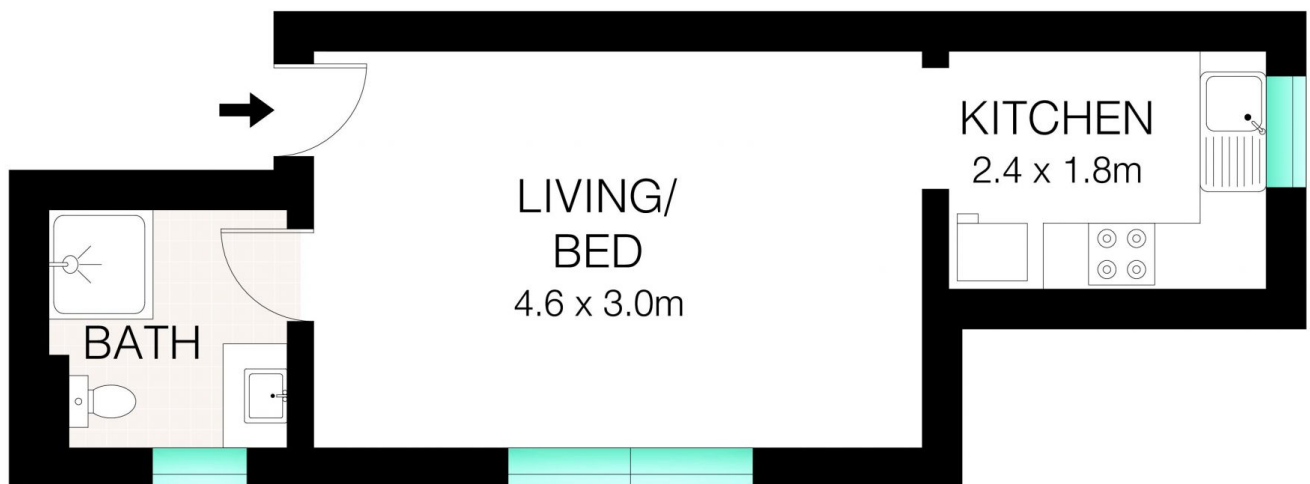 LIVING/
BED
4.6 x 3.0m
KITCHEN
2.4 x 1.8m
BATH